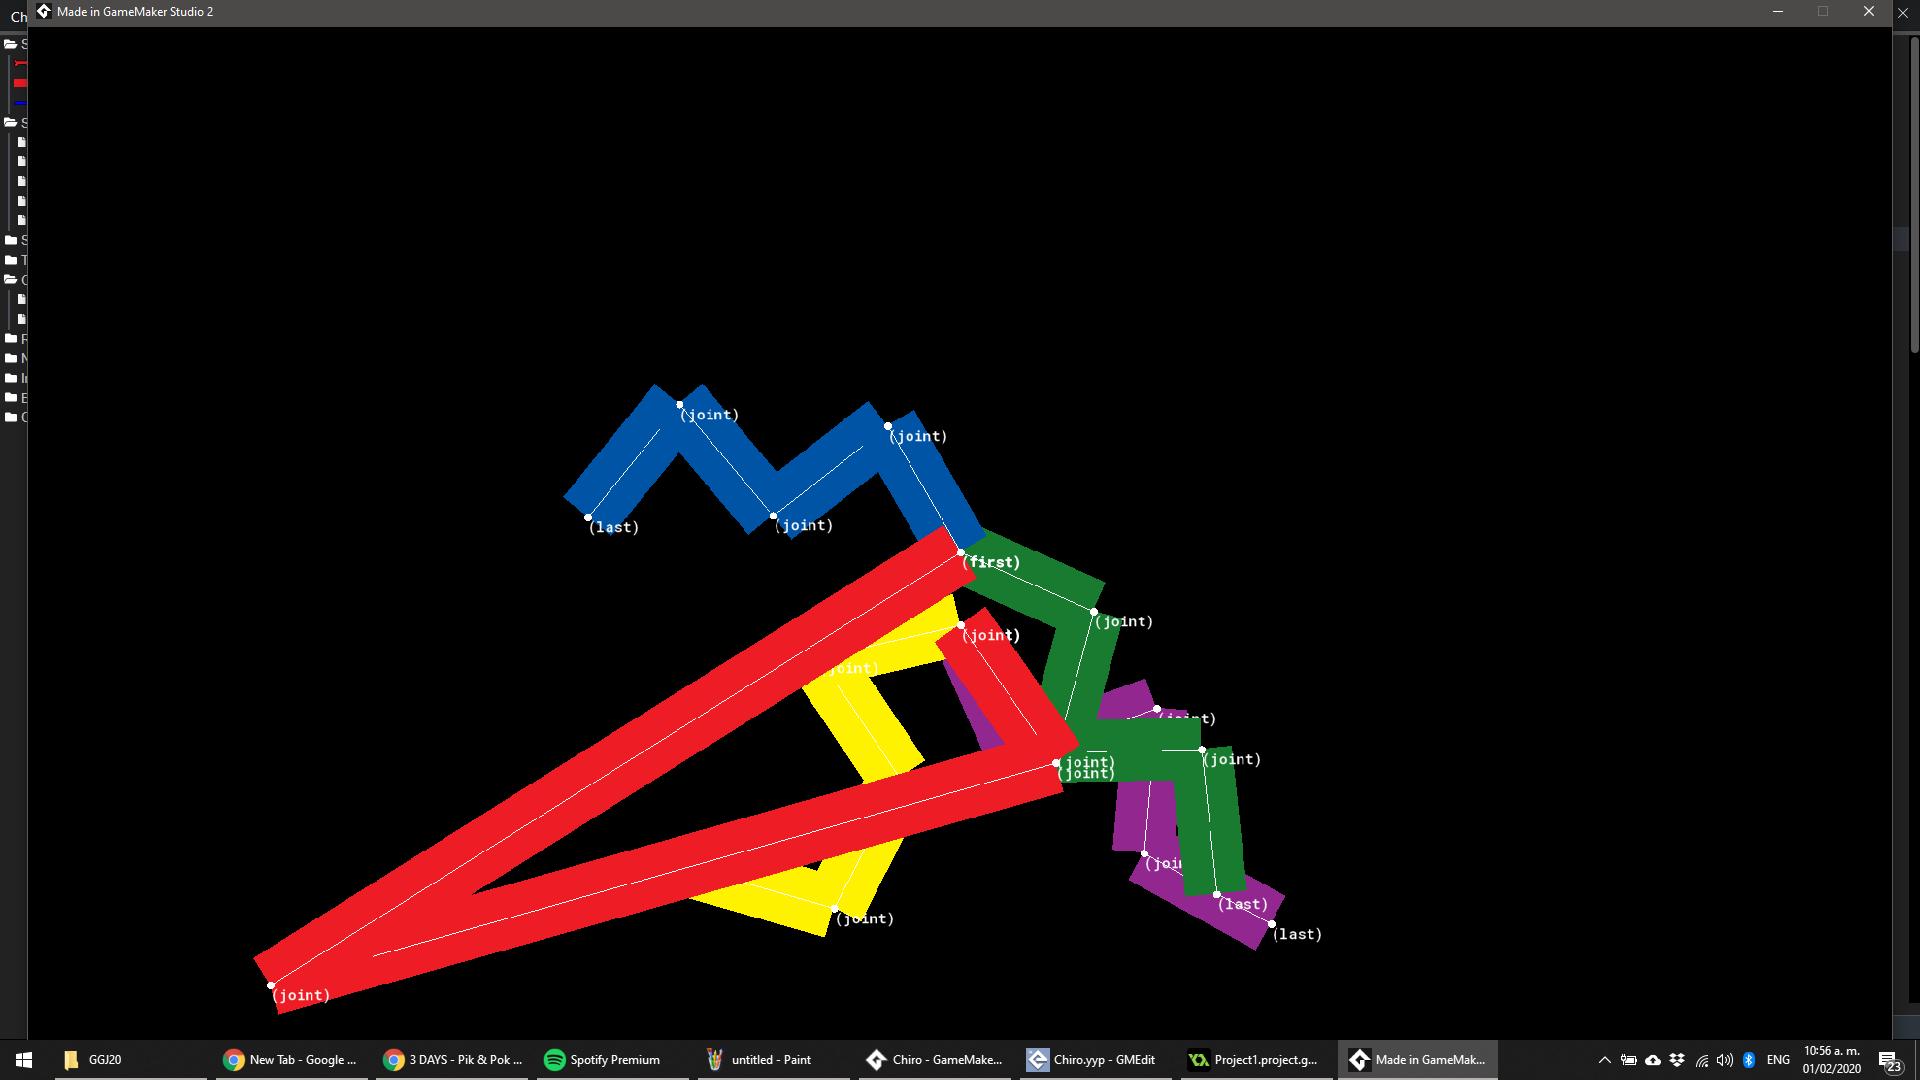 Ch
Made in GameMaker Studio 2
(joint)
(joint)
(last)
(joint)
(first)
(joint)
(joint)
(joint)
(joint)
(joint)
(joint)
(joint)
(last)
(joint)
(last)
(joint)
GGJ20
New Tab - Google ...
3 DAYS - Pik & Pok ...
Spotify Premium
untitled - Paint
Chiro - GameMake...
Chiro.yyp - GMEdit
Project1.project.g...
Made in GameMak...
ENG
10:56 a. m.
01/02/2020
23